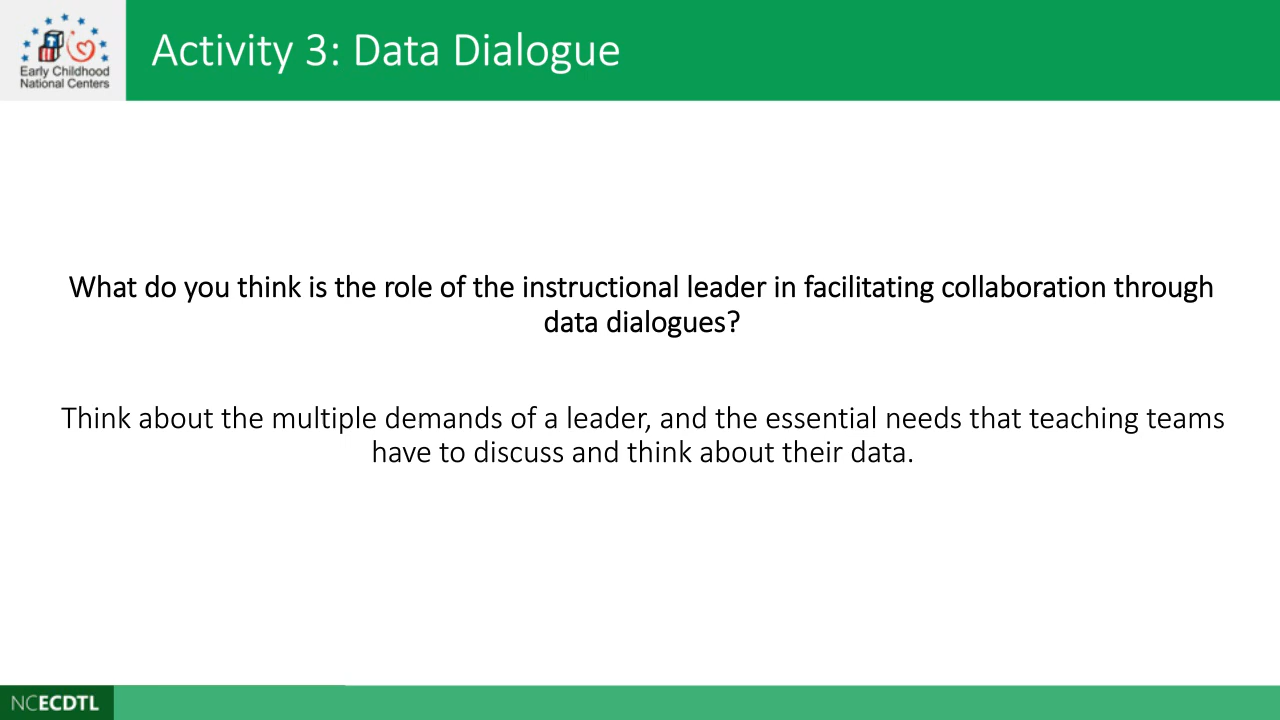 Early Childhood
National Centers
Activity 3: Data Dialogue
What do you think is the role of the instructional leader in facilitating collaboration through
data dialogues?
Think about the multiple demands of a leader, and the essential needs that teaching teams
have to discuss and think about their data.
NCECDTL